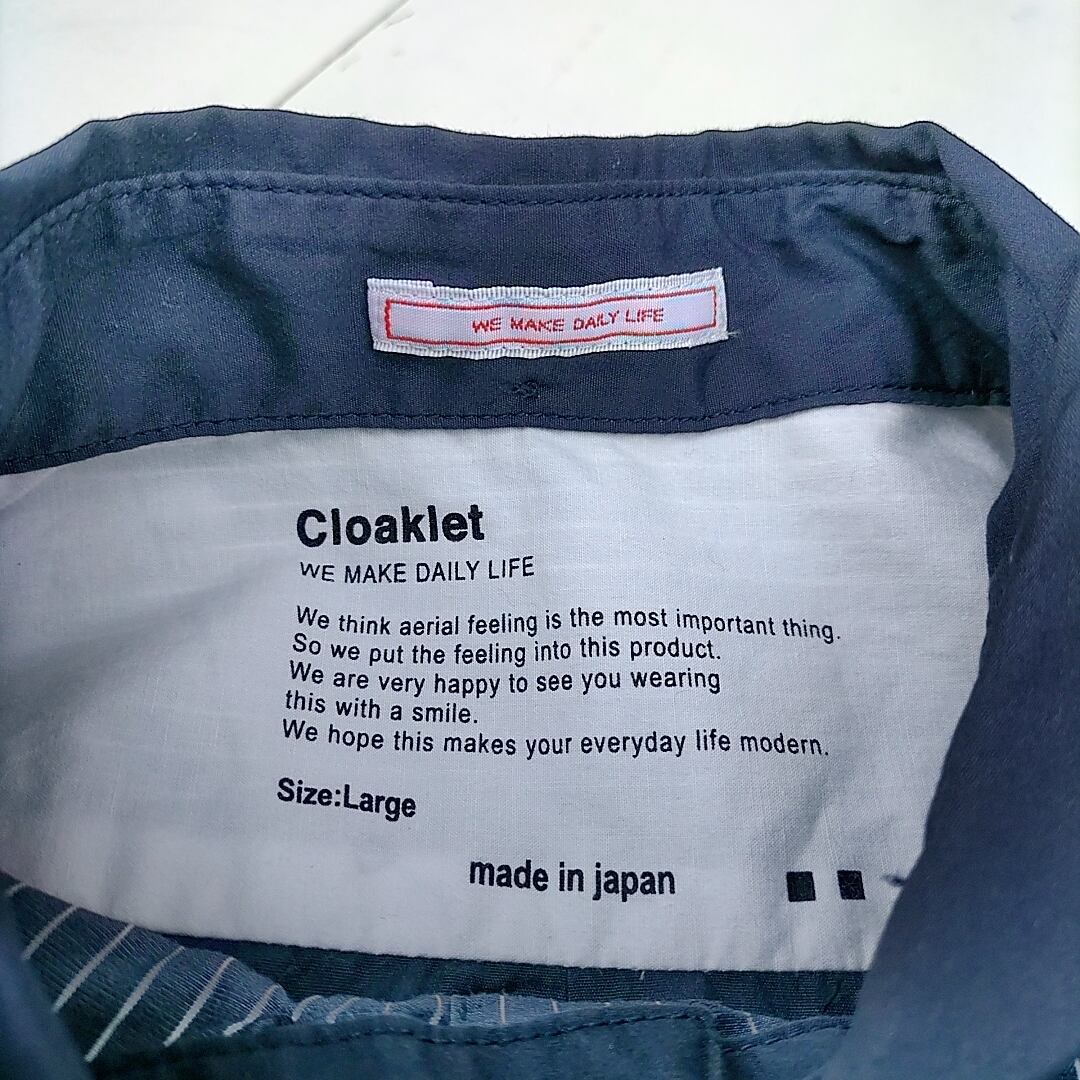 WE MAKE DAILY LIFE
Cloaklet
WE MAKE DAILY LIFE
We think aerial feeling is the most important thing.
So we put the feeling into this product.
We are very happy to see you wearing
this with a smile.
We hope this makes your everyday life modern.
Size:Large
made in japan